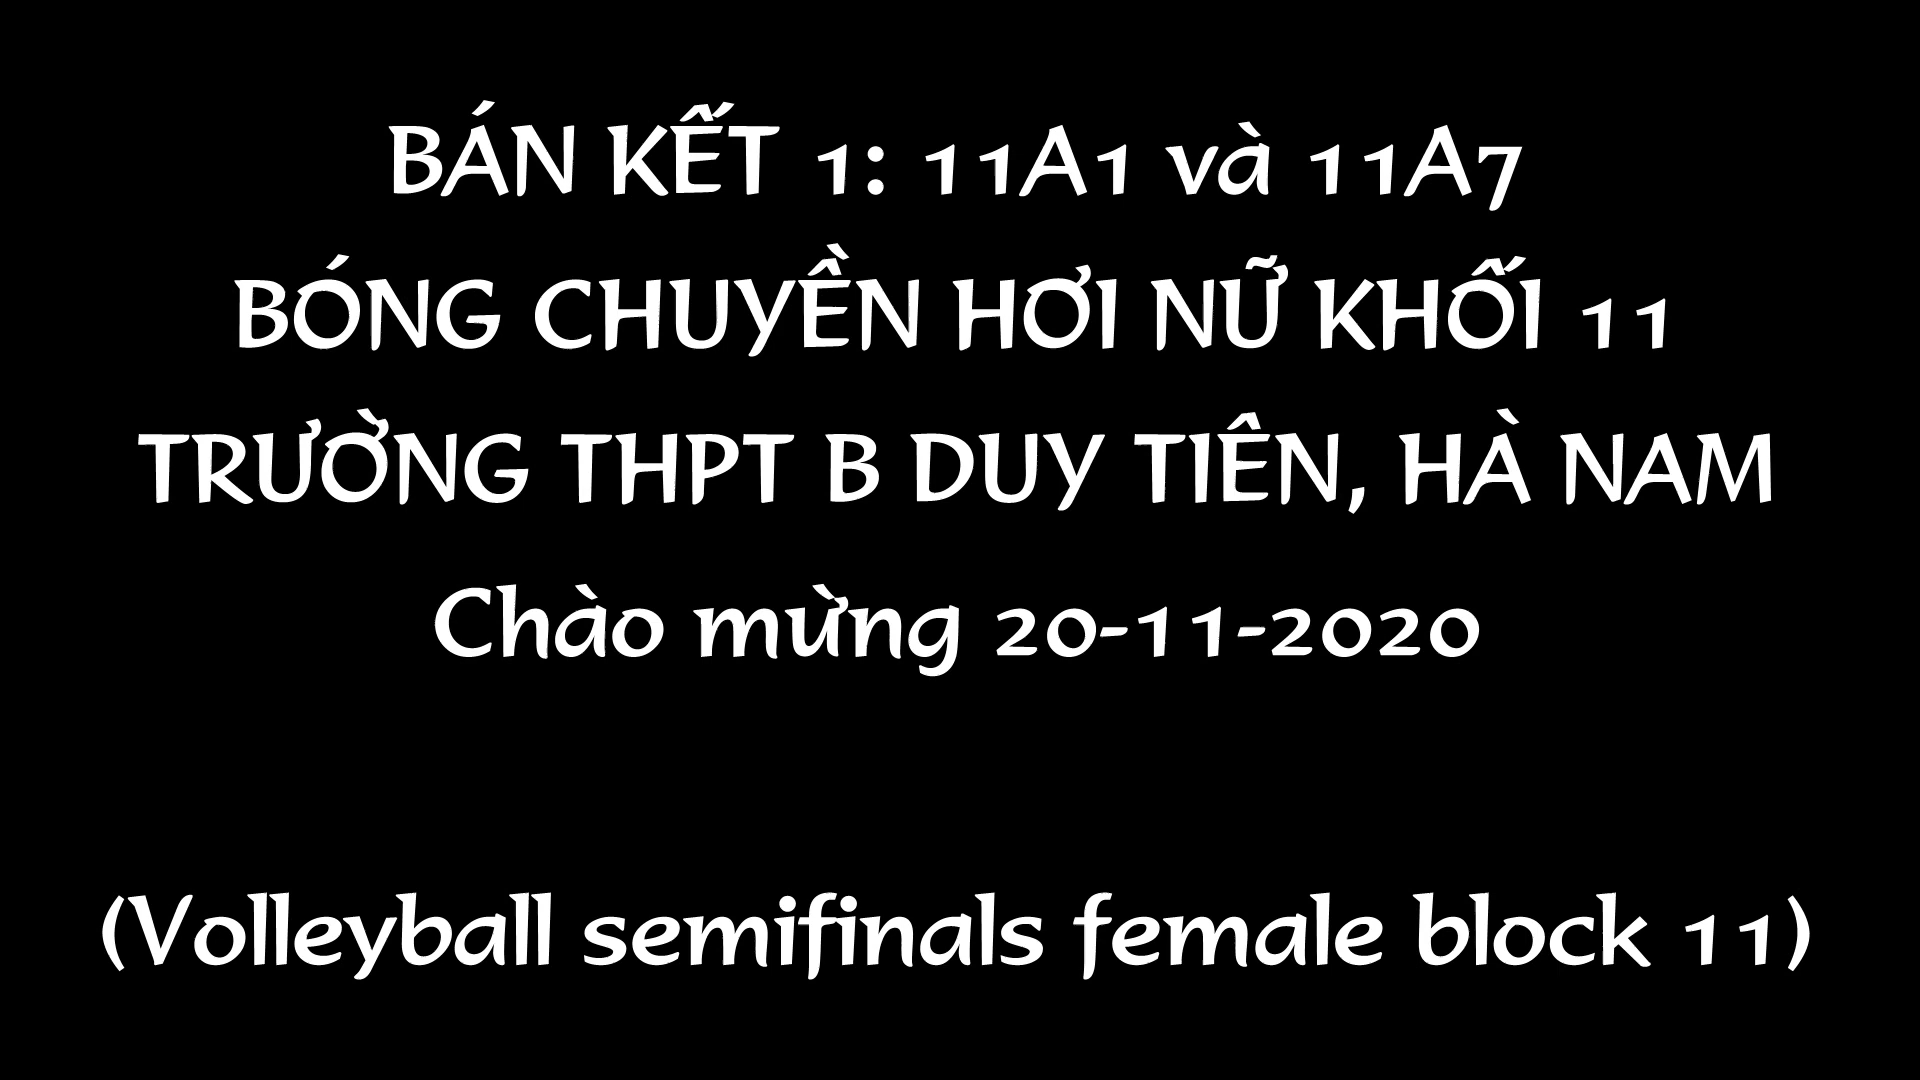 BÁN KẾT 1: 11A1 và 11A7
BÓNG CHUYỀN HƠI NỮ KHỐI 11
TRƯỜNG THPT B DUY TIÊN, HÀ NAM
Chào mừng 20-11-2020
(Volleyball semifinals female block 11)